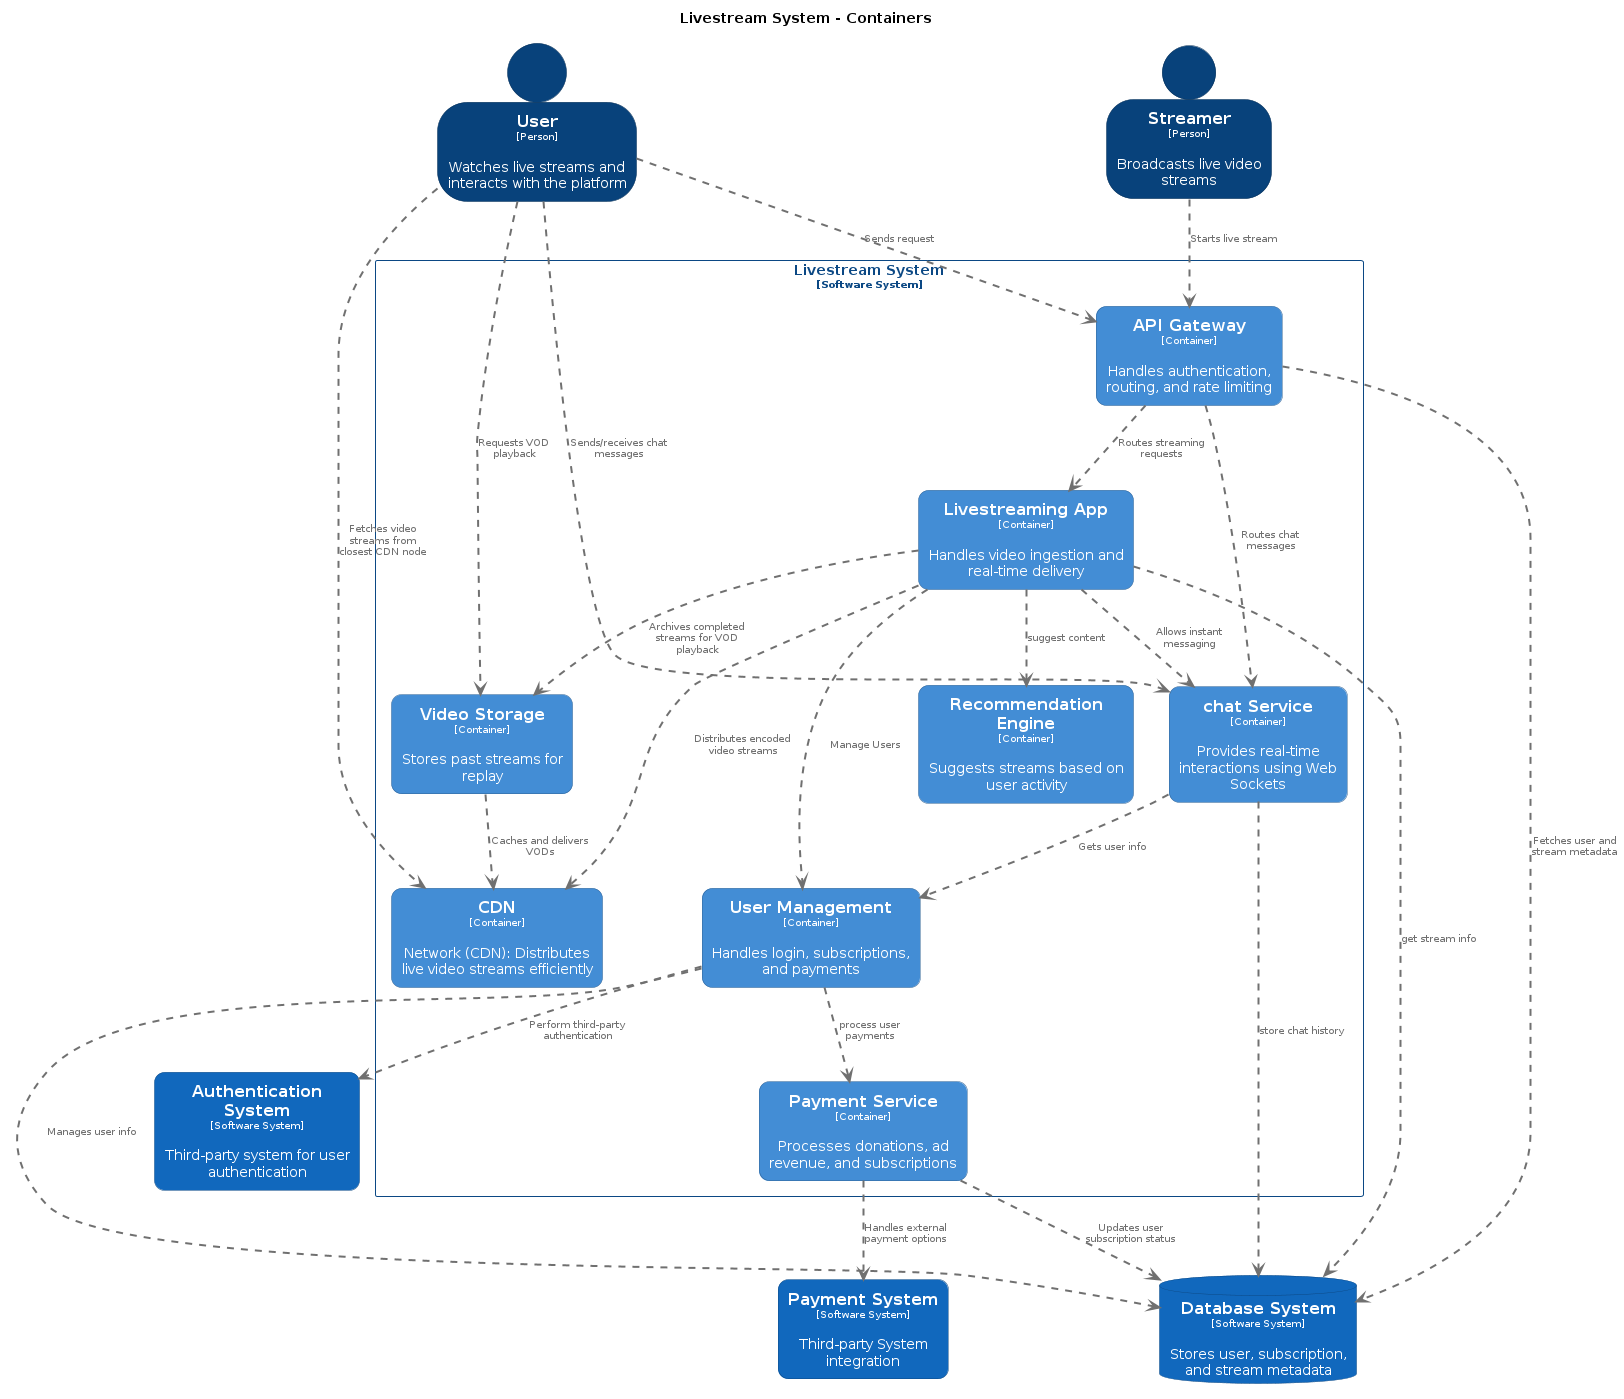 Livestream System - Containers
User
[Person]
Watches live streams and
interacts with the platform
Streamer
[Person]
Broadcasts live video
streams
Sends request
Starts live stream
Livestream System
[Software System]
API Gateway
[Container]
Handles authentication,
routing, and rate limiting
Requests VOD
playback
Sends/receives chat
messages
Routes streaming
requests
Fetches video
streams from
closest CDN node
Livestreaming App
[Container]
Handles video ingestion and
real-time delivery
Routes chat
messages
Archives completed
streams for VOD
playback
suggest content
Allows instant
messaging
Video Storage
[Container]
Stores past streams for
replay
Distributes encoded
video streams
Manage Users
Recommendation
Engine
[Container]
Suggests streams based on
user activity
chat Service
[Container]
Provides real-time
interactions using Web
Sockets
Caches and delivers
VODs
Gets user info
Fetches user and
stream metadata
CDN
[Container]
Network (CDN): Distributes
live video streams efficiently
User Management
[Container]
Handles login, subscriptions,
and payments
get stream info
Perform third-party
authentication
process user
payments
store chat history
Manages user info
Authentication
System
[Software System]
Third-party system for user
authentication
Payment Service
[Container]
Processes donations, ad
revenue, and subscriptions
Handles external
payment options
Updates user
subscription status
Payment System
[Software System]
Third-party System
integration
Database System
[Software System]
Stores user, subscription,
and stream metadata